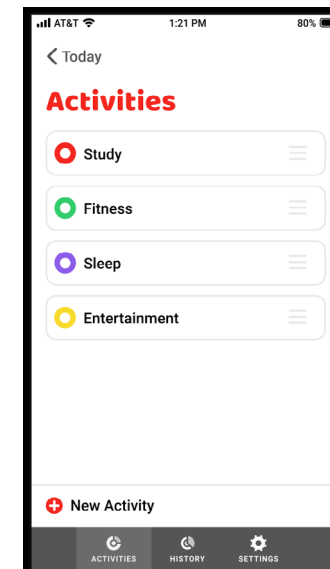 AT&T 1:21 PM 80%
Today
Activities
Study
Fitness
Sleep
Entertainment
New Activity
ACTIVITIES HISTORY SETTINGS